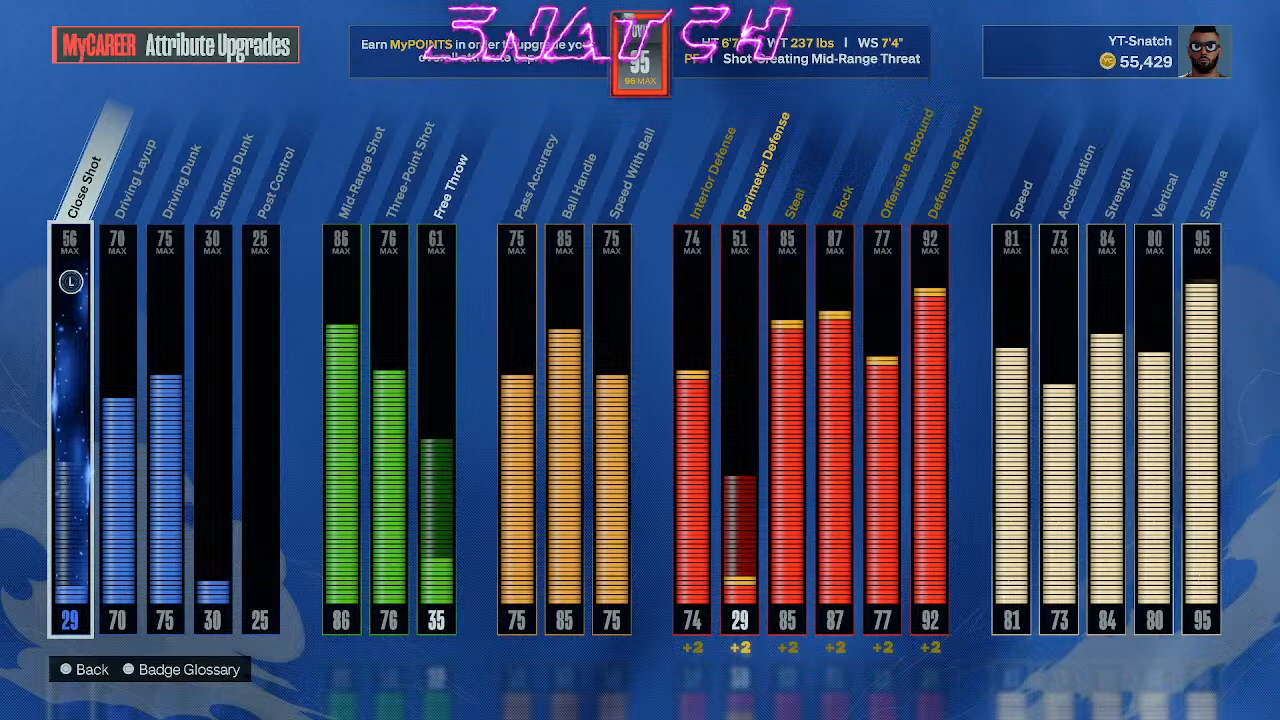 SNATCH
MyCAREER Attribute Upgrades
Earn MyPOINTS in order to upgrade
95
96 MAX
HT 6'7 WT 237 lbs | WS 7'4"
PF Shot-Creating Mid-Range Threat
YT-Snatch
VC 55,429
Close Shot
Driving Layup
Driving Dunk
Standing Dunk
Post Control
Mid-Range Shot
Three-Point Shot
Free Throw
Pass Accuracy
Ball Handle
Speed With Ball
Interior Defense
Perimeter Defense
Steal
Block
Offensive Rebound
Defensive Rebound
Speed
Acceleration
Strength
Vertical
Stamina
56 70 75 30 25 86 76 61 75 85 75 74 51 85 87 77 92 81 73 84 80 95
MAX MAX MAX MAX MAX MAX MAX MAX MAX MAX MAX MAX MAX MAX MAX MAX MAX MAX MAX MAX MAX MAX
L
29 70 75 30 25 86 76 35 75 85 75 74 29 85 87 77 92 81 73 84 80 95
+2 +2 +2 +2 +2 +2
Back Badge Glossary